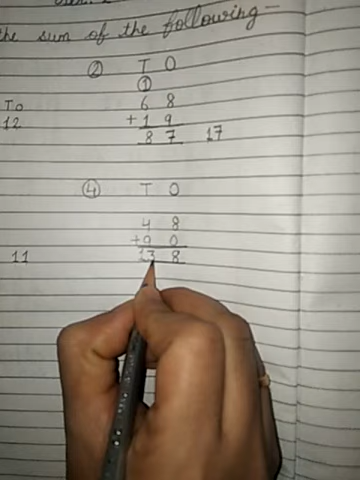 the sum of the following-
② T O
①
To 6 8
12 + 1 9
8 7 17
④ T O
4 8
+ 9 0
11 13 8